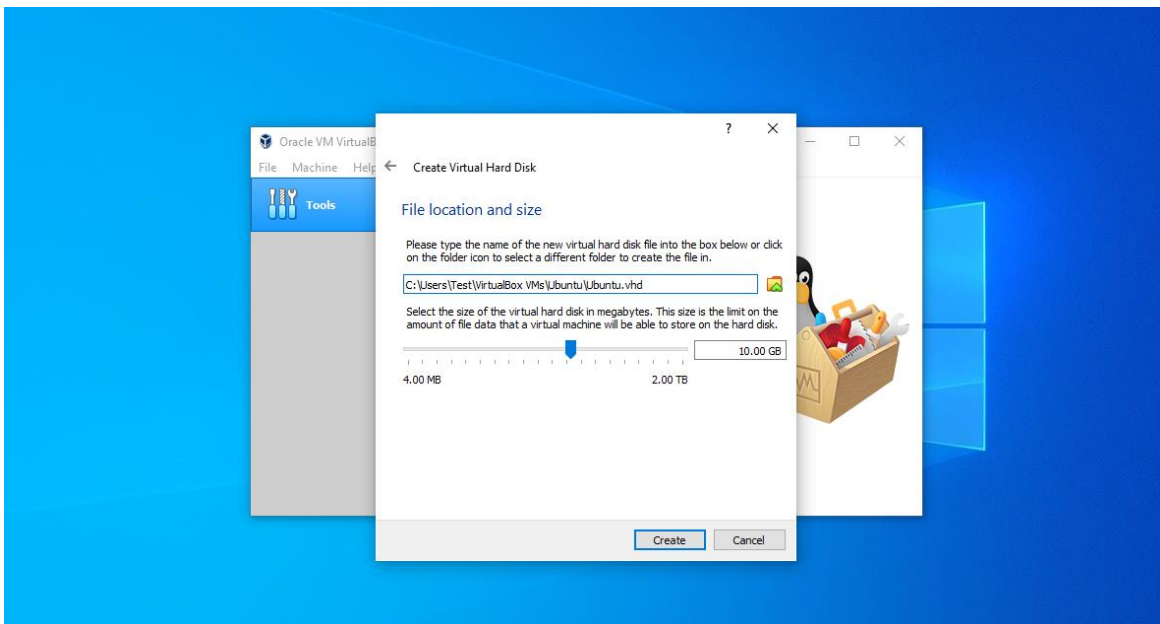 ?
Oracle VM VirtualB
File Machine Help
Create Virtual Hard Disk
Tools
File location and size
Please type the name of the new virtual hard disk file into the box below or click
on the folder icon to select a different folder to create the file in.
C:\Users\Test\VirtualBox VMs\Ubuntu\Ubuntu.vhd
Select the size of the virtual hard disk in megabytes. This size is the limit on the
amount of file data that a virtual machine will be able to store on the hard disk.
10.00 GB
4.00 MB 2.00 TB
Create Cancel